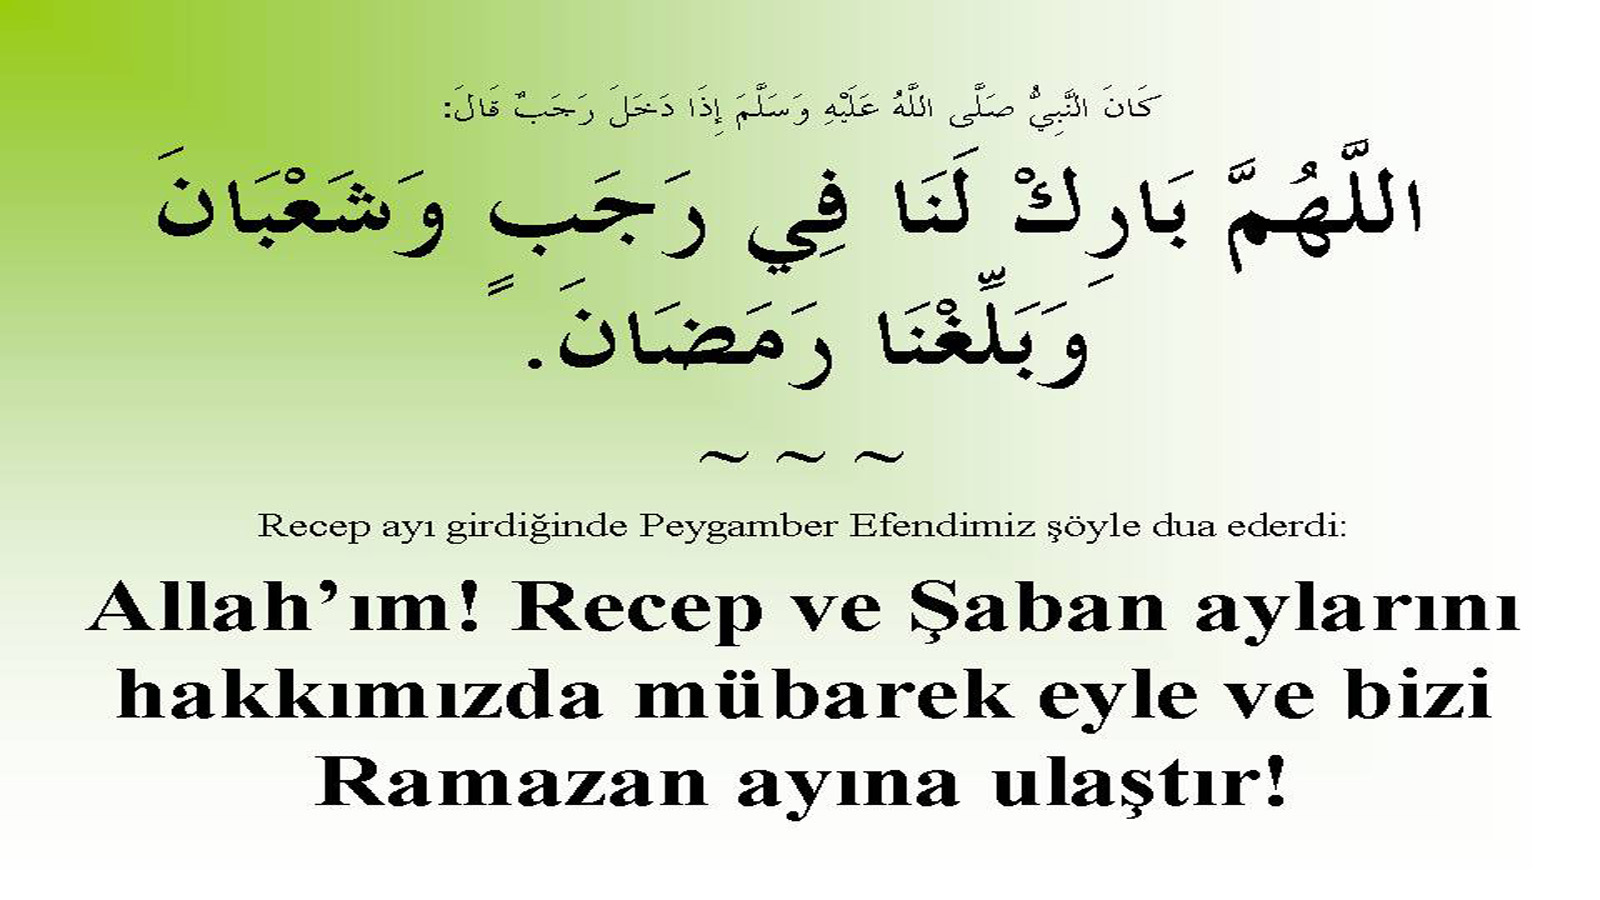 كَانَ النَّبِيُّ صَلَّى اللَّهُ عَلَيْهِ وَسَلَّمَ إِذَا دَخَلَ رَجَبٌ قَالَ:
اللَّهُمَّ بَارِكْ لَنَا فِي رَجَبٍ وَشَعْبَانَ
وَبَلِّغْنَا رَمَضَانَ.
~ ~ ~
Recep ayı girdiğinde Peygamber Efendimiz şöyle dua ederdi:
Allah’ım! Recep ve Şaban aylarını
hakkımızda mübarek eyle ve bizi
Ramazan ayına ulaştır!